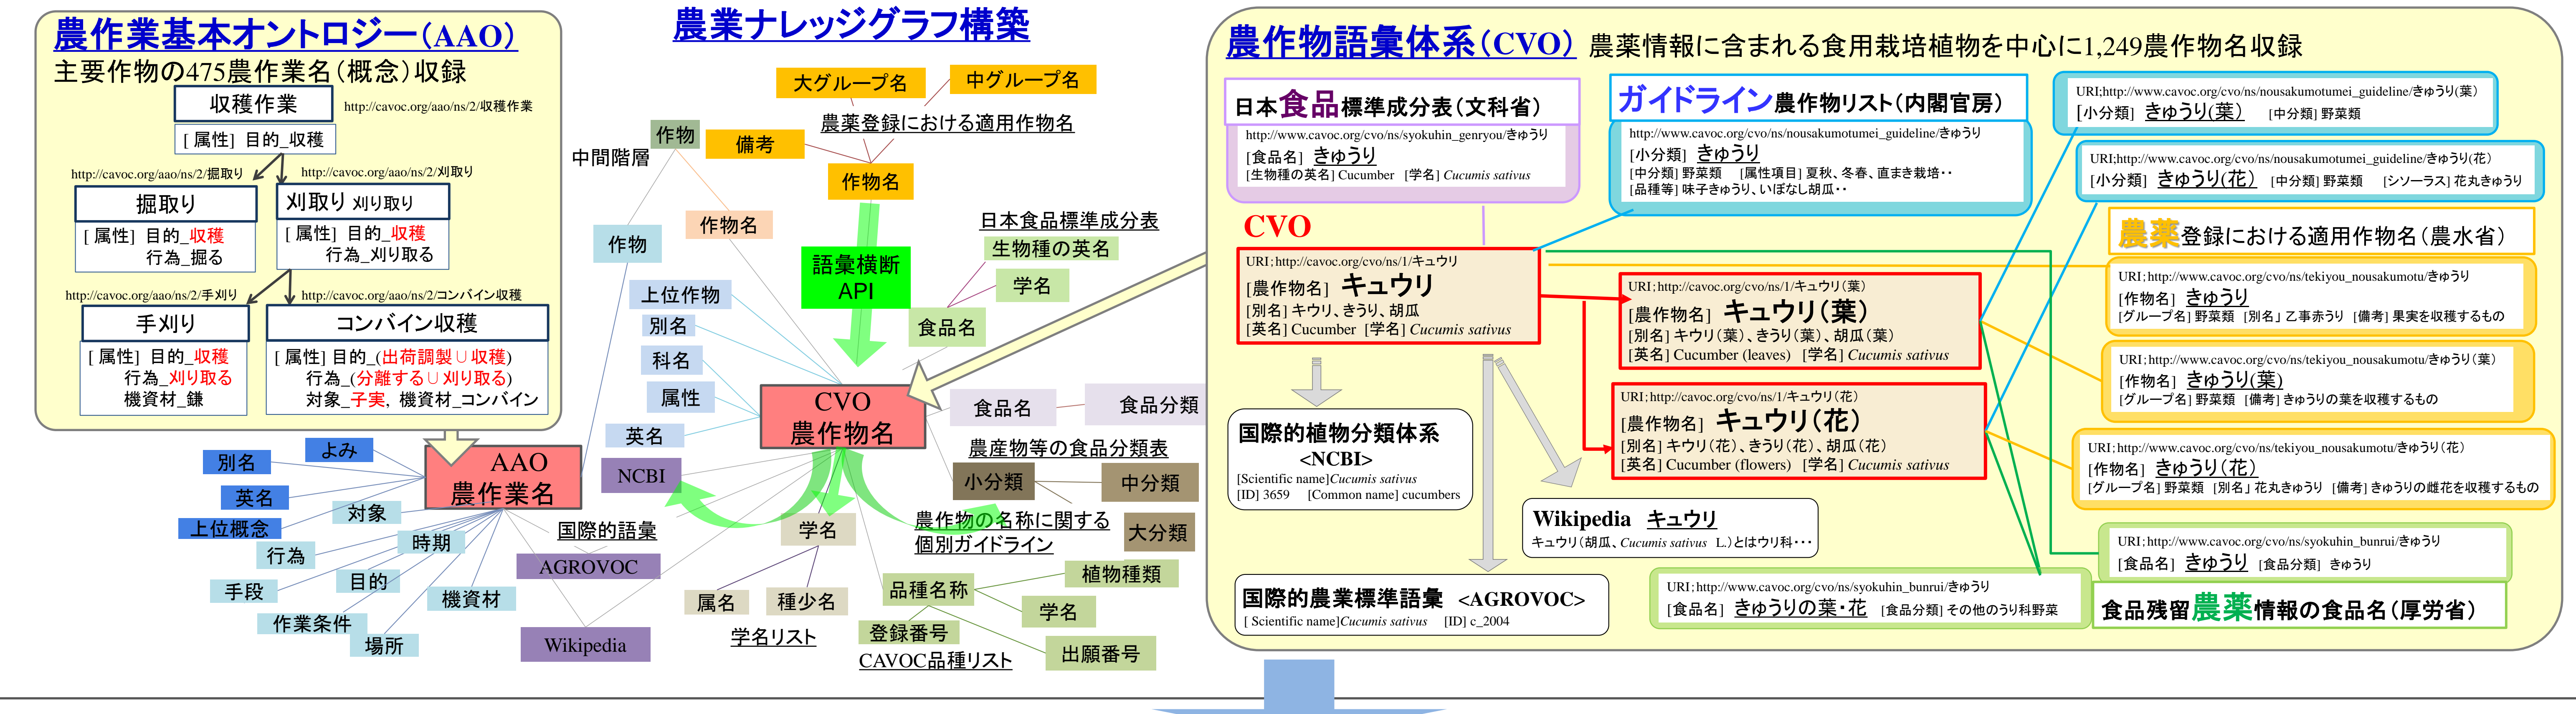 農作業基本オントロジー(AAO)
主要作物の475農作業名(概念)収録
収穫作業
http://cavoc.org/aao/ns/2/収穫作業
[ 属性] 目的_収穫
http://cavoc.org/aao/ns/2/掘取り
http://cavoc.org/aao/ns/2/刈取り
掘取り
刈取り 刈り取り
[ 属性] 目的_収穫
行為_掘る
[ 属性] 目的_収穫
行為_刈り取る
http://cavoc.org/aao/ns/2/手刈り
http://cavoc.org/aao/ns/2/コンバイン収穫
手刈り
コンバイン収穫
[ 属性] 目的_収穫
行為_刈り取る
機資材_鎌
[ 属性] 目的_(出荷調製∪収穫)
行為_(分離する∪刈り取る)
対象_子実, 機資材_コンバイン
農業ナレッジグラフ構築
大グループ名
中グループ名
農薬登録における適用作物名
作物
中間階層
備考
作物名
作物名
作物
日本食品標準成分表
生物種の英名
学名
語彙横断
API
食品名
上位作物
別名
科名
属性
英名
CVO
農作物名
食品名
食品分類
農産物等の食品分類表
NCBI
小分類
中分類
大分類
農作物の名称に関する
個別ガイドライン
よみ
別名
英名
上位概念
AAO
農作業名
対象
行為
時期
手段
目的
機資材
作業条件
場所
国際的語彙
AGROVOC
Wikipedia
学名
属名
種少名
学名リスト
品種名称
植物種類
学名
登録番号
出願番号
CAVOC品種リスト
農作物語彙体系(CVO) 農薬情報に含まれる食用栽培植物を中心に1,249農作物名収録
日本食品標準成分表(文科省)
http://www.cavoc.org/cvo/ns/syokuhin_genryou/きゅうり
[食品名] きゅうり
[生物種の英名] Cucumber [学名] Cucumis sativus
ガイドライン農作物リスト(内閣官房)
http://www.cavoc.org/cvo/ns/nousakumotumei_guideline/きゅうり
[小分類] きゅうり
[中分類] 野菜類 [属性項目] 夏秋、冬春、直まき栽培・・
[品種等] 味子きゅうり、いぼなし胡瓜・・
URI;http://www.cavoc.org/cvo/ns/nousakumotumei_guideline/きゅうり(葉)
[小分類] きゅうり(葉) [中分類] 野菜類
URI;http://www.cavoc.org/cvo/ns/nousakumotumei_guideline/きゅうり(花)
[小分類] きゅうり(花) [中分類] 野菜類 [シソーラス] 花丸きゅうり
CVO
URI;http://cavoc.org/cvo/ns/1/キュウリ
[農作物名] キュウリ
[別名] キウリ、きうり、胡瓜
[英名] Cucumber [学名] Cucumis sativus
URI;http://cavoc.org/cvo/ns/1/キュウリ(葉)
[農作物名] キュウリ(葉)
[別名] キウリ(葉)、きうり(葉)、胡瓜(葉)
[英名] Cucumber (leaves) [学名] Cucumis sativus
URI;http://cavoc.org/cvo/ns/1/キュウリ(花)
[農作物名] キュウリ(花)
[別名] キウリ(花)、きうり(花)、胡瓜(花)
[英名] Cucumber (flowers) [学名] Cucumis sativus
農薬登録における適用作物名(農水省)
URI;http://www.cavoc.org/cvo/ns/tekiyou_nousakumotu/きゅうり
[作物名] きゅうり
[グループ名] 野菜類 [別名」 乙事赤うり [備考] 果実を収穫するもの
URI;http://www.cavoc.org/cvo/ns/tekiyou_nousakumotu/きゅうり(葉)
[作物名] きゅうり(葉)
[グループ名] 野菜類 [備考] きゅうりの葉を収穫するもの
URI;http://www.cavoc.org/cvo/ns/tekiyou_nousakumotu/きゅうり(花)
[作物名] きゅうり(花)
[グループ名] 野菜類 [別名」 花丸きゅうり [備考] きゅうりの雌花を収穫するもの
国際的植物分類体系
<NCBI>
[Scientific name]Cucumis sativus
[ID] 3659 [Common name] cucumbers
Wikipedia キュウリ
キュウリ(胡瓜、Cucumis sativus L.)とはウリ科・・・
国際的農業標準語彙 <AGROVOC>
[ Scientific name]Cucumis sativus [ID] c_2004
URI;http://www.cavoc.org/cvo/ns/syokuhin_bunrui/きゅうり
[食品名] きゅうり [食品分類] きゅうり
URI;http://www.cavoc.org/cvo/ns/syokuhin_bunrui/きゅうり
[食品名] きゅうりの葉・花 [食品分類] その他のうり科野菜
食品残留農薬情報の食品名(厚労省)